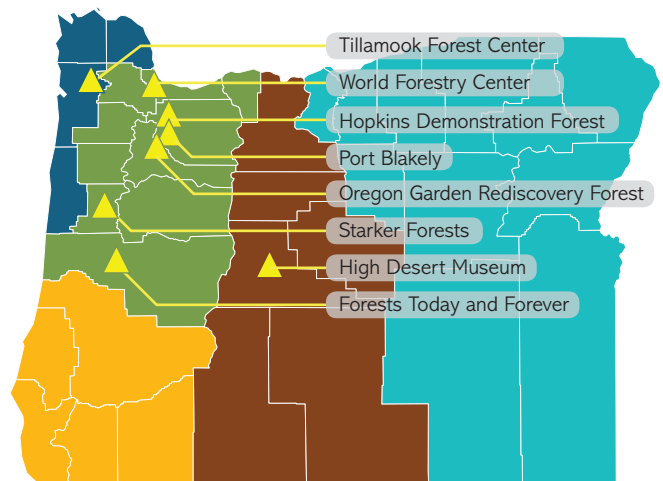 Tillamook Forest Center
World Forestry Center
Hopkins Demonstration Forest
Port Blakely
Oregon Garden Rediscovery Forest
Starker Forests
High Desert Museum
Forests Today and Forever